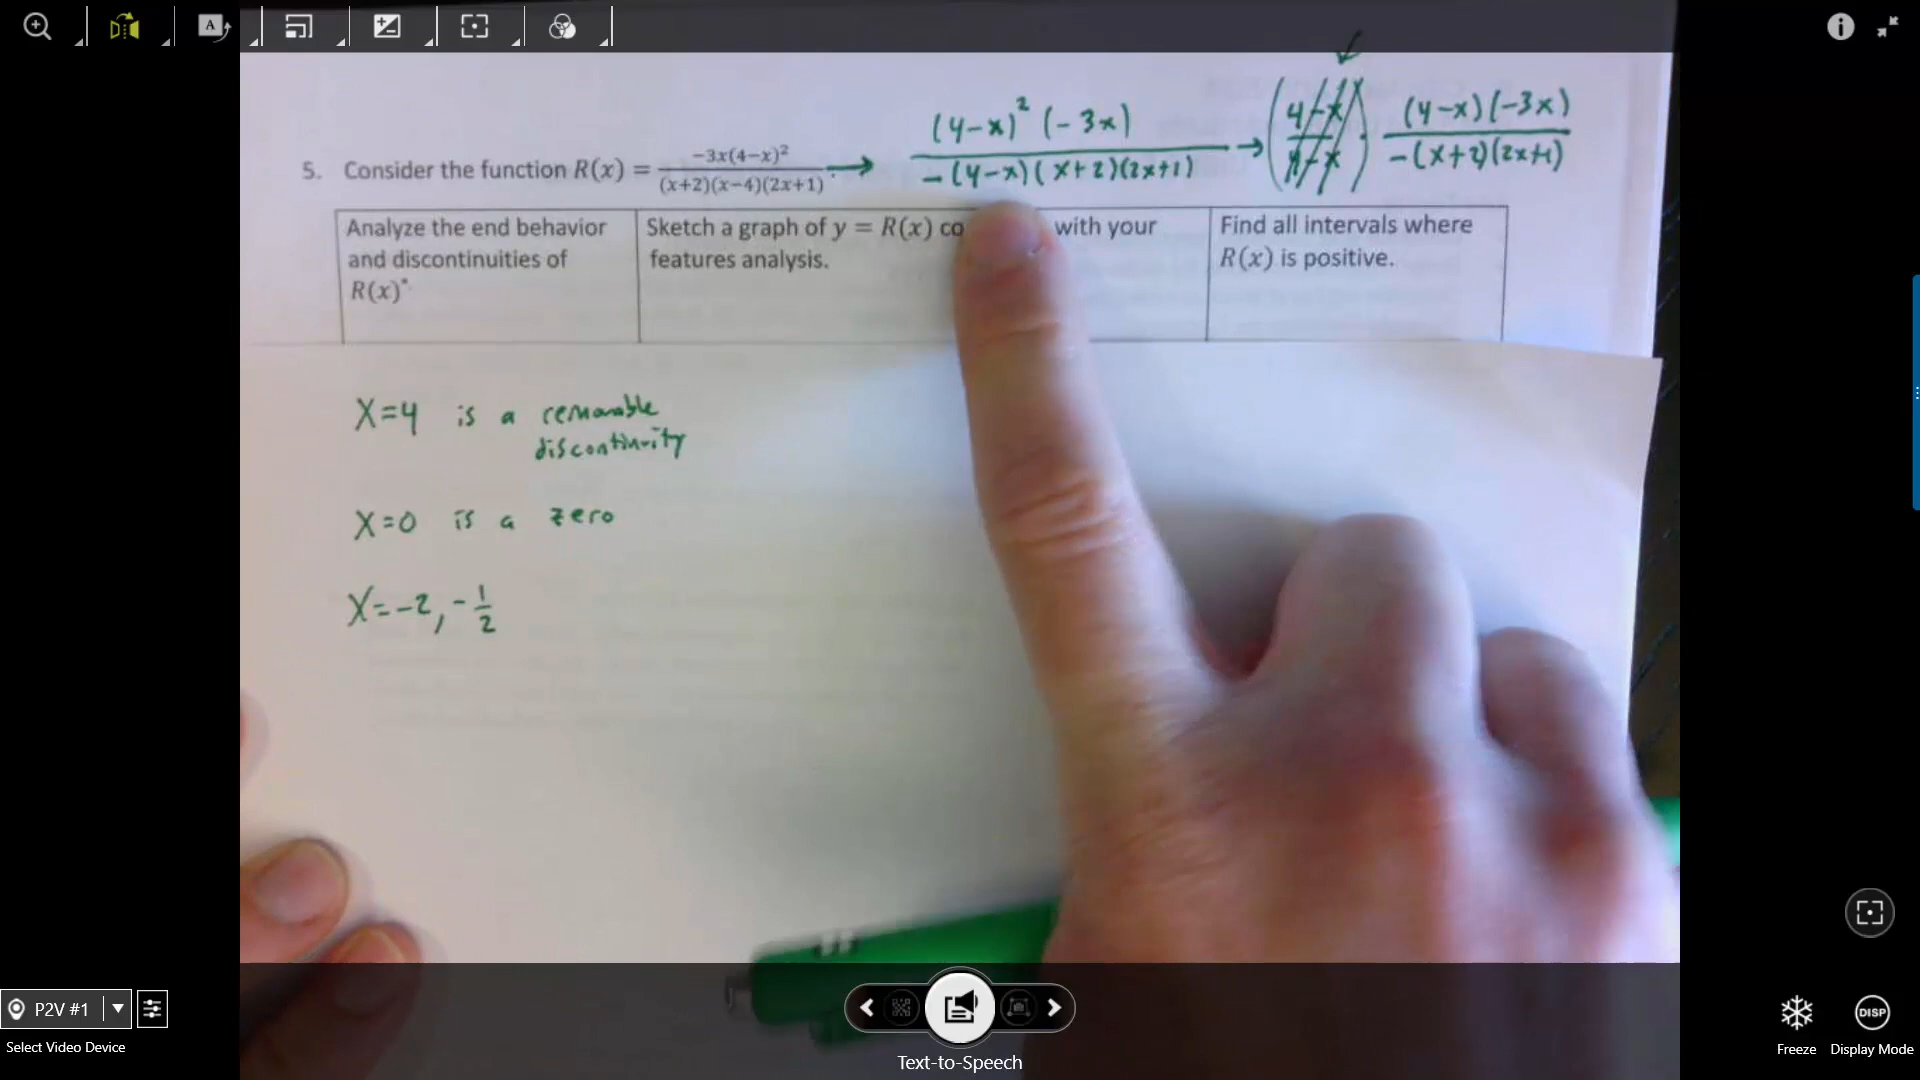 5. Consider the function R(x) = −3x(4−x)² / (x+2)(x−4)(2x+1) → (4−x)² (−3x) / −(4−x)(x+2)(2x+1) → (4−x / 4−x) · (4−x)(−3x) / −(x+2)(2x+1)
Analyze the end behavior
and discontinuities of
R(x)
Sketch a graph of y = R(x) co with your
features analysis.
Find all intervals where
R(x) is positive.
X=4 is a removable
discontinuity
X=0 is a zero
X=−2, −1/2
A
P2V #1
Select Video Device
Text-to-Speech
Freeze
DISP
Display Mode